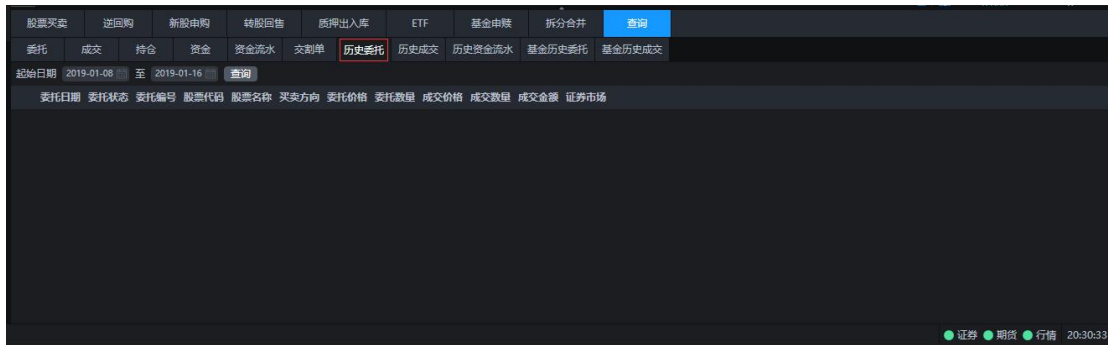 股票买卖 逆回购 新股申购 转股回售 质押出入库 ETF 基金申赎 拆分合并 查询
委托 成交 持仓 资金 资金流水 交割单 历史委托 历史成交 历史资金流水 基金历史委托 基金历史成交
起始日期 2019-01-08 至 2019-01-16 查询
委托日期 委托状态 委托编号 股票代码 股票名称 买卖方向 委托价格 委托数量 成交价格 成交数量 成交金额 证券市场
证券 期货 行情 20:30:33